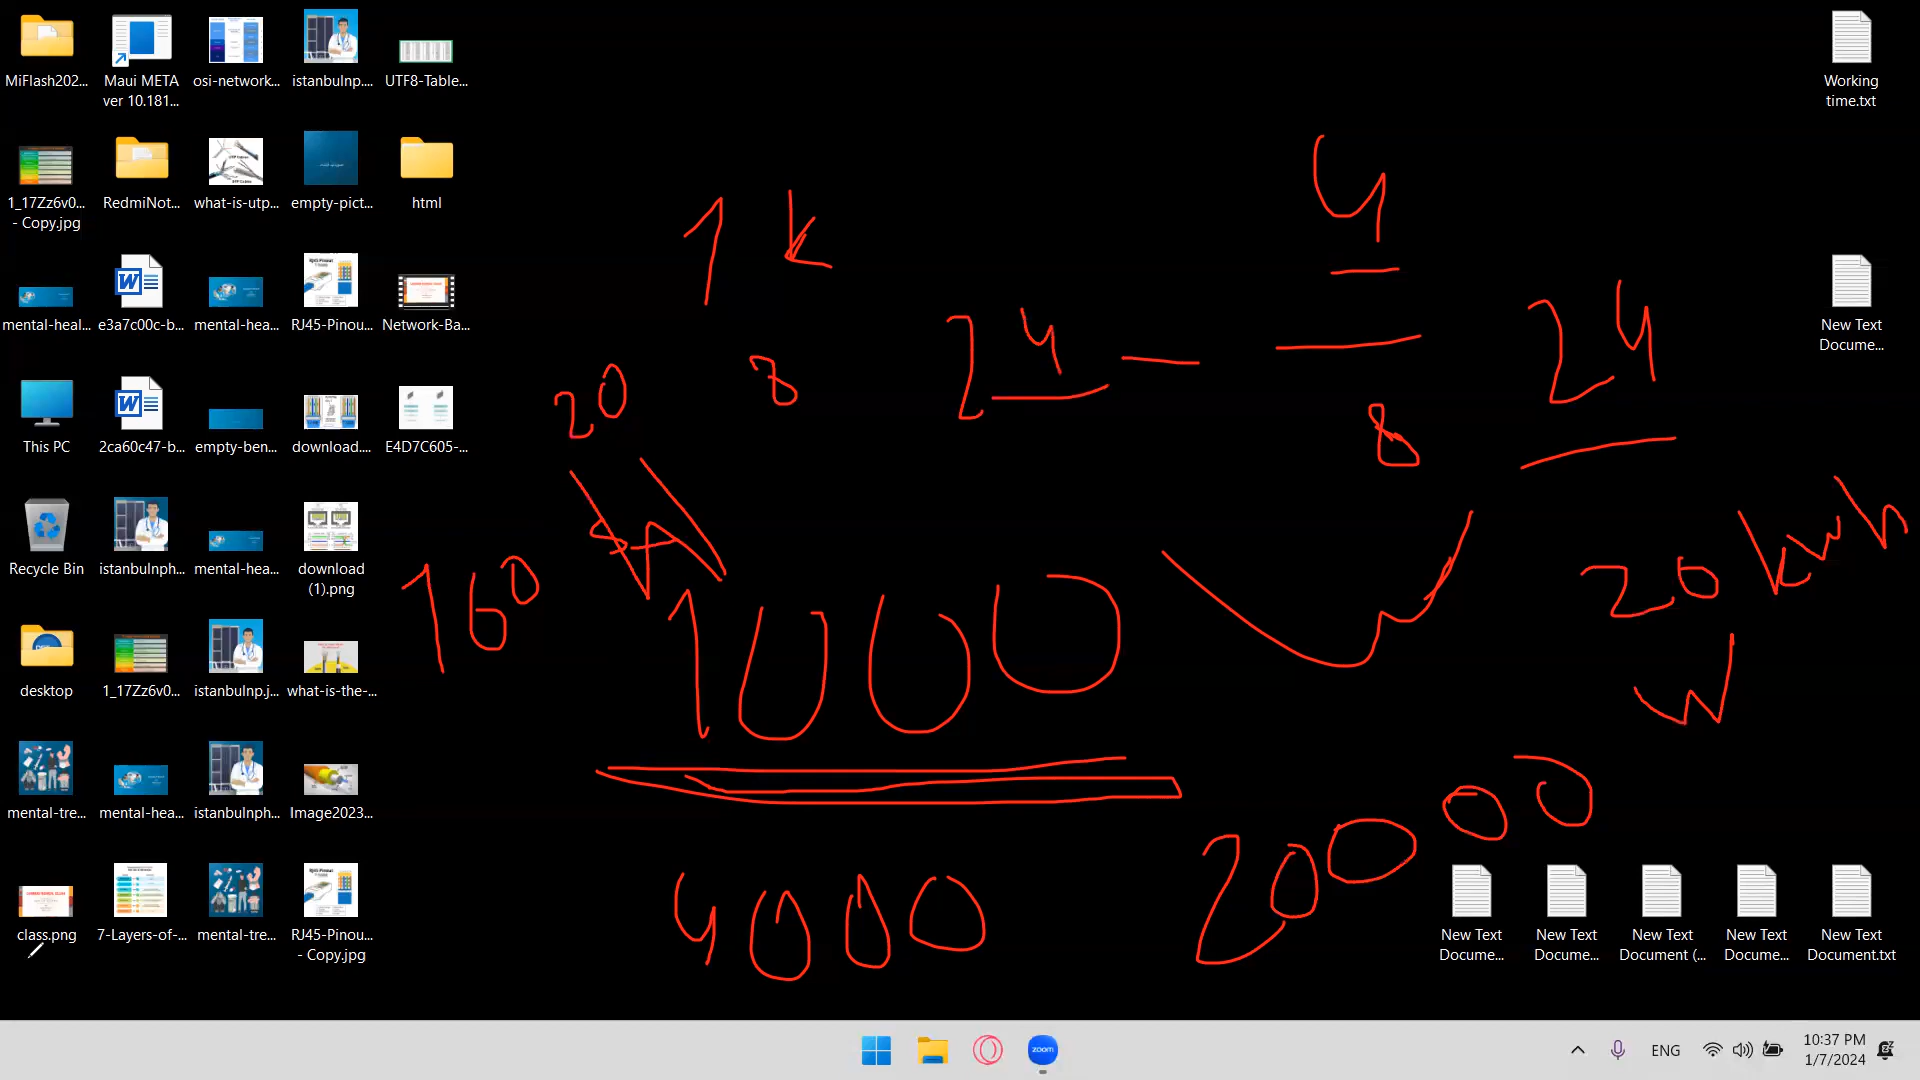 MiFlash202...
Maui META
ver 10.181...
osi-network...
istanbulnp....
UTF8-Table...
Working
time.txt
1_17Zz6v0...
- Copy.jpg
RedmiNot...
what-is-utp...
empty-pict...
html
mental-heal...
e3a7c00c-b...
mental-hea...
RJ45-Pinou...
Network-Ba...
New Text
Docume...
This PC
2ca60c47-b...
empty-ben...
download....
E4D7C605-...
Recycle Bin
istanbulnph...
mental-hea...
download
(1).png
desktop
1_17Zz6v0...
istanbulnp.j...
what-is-the-...
mental-tre...
mental-hea...
istanbulnph...
Image2023...
class.png
7-Layers-of-...
mental-tre...
RJ45-Pinou...
- Copy.jpg
New Text
Docume...
New Text
Docume...
New Text
Document (...
New Text
Docume...
New Text
Document.txt
1 k
4
20 8 24 — 8 24
160 1000 W 20 kwh
W
4000 20000
zoom
ENG
10:37 PM
1/7/2024